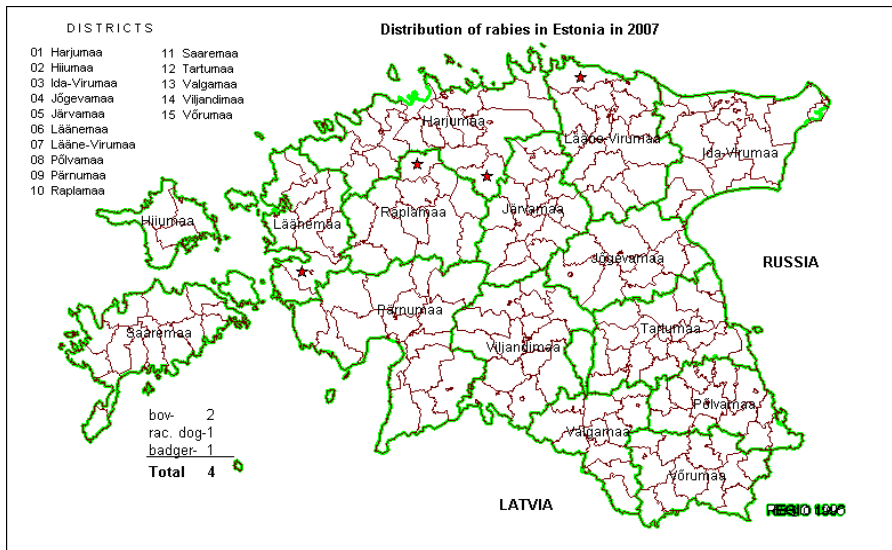 Distribution of rabies in Estonia in 2007
DISTRICTS
01 Harjumaa
02 Hiiumaa
03 Ida-Virumaa
04 Jõgevamaa
05 Järvamaa
06 Läänemaa
07 Lääne-Virumaa
08 Põlvamaa
09 Pärnumaa
10 Raplamaa
11 Saaremaa
12 Tartumaa
13 Valgamaa
14 Viljandimaa
15 Võrumaa
Harjumaa
Lääne-Virumaa
Ida-Virumaa
Hiiumaa
Läänemaa
Raplamaa
Järvamaa
Jõgevamaa
RUSSIA
Saaremaa
Pärnumaa
Viljandimaa
Tartumaa
Põlvamaa
Valgamaa
Võrumaa
bov- 2
rac. dog-1
badger- 1
Total 4
LATVIA